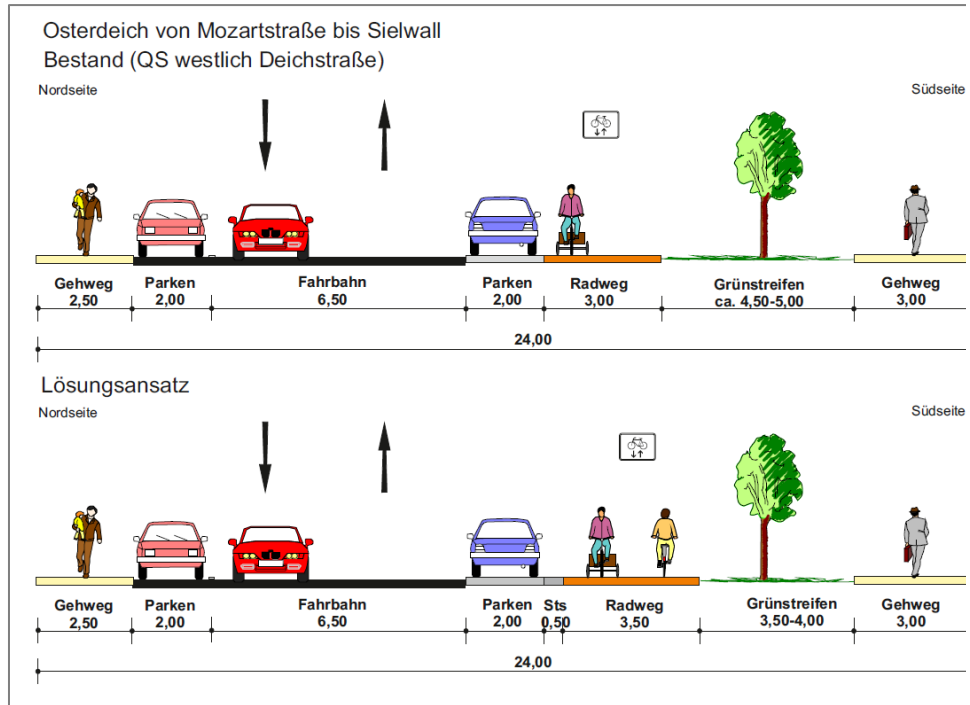 Osterdeich von Mozartstraße bis Sielwall
Bestand (QS westlich Deichstraße)
Nordseite
Südseite
Gehweg Parken Fahrbahn Parken Radweg Grünstreifen Gehweg
2,50 2,00 6,50 2,00 3,00 ca. 4,50-5,00 3,00
24,00
Lösungsansatz
Nordseite
Südseite
Gehweg Parken Fahrbahn Parken Sts Radweg Grünstreifen Gehweg
2,50 2,00 6,50 2,00 0,50 3,50 3,50-4,00 3,00
24,00